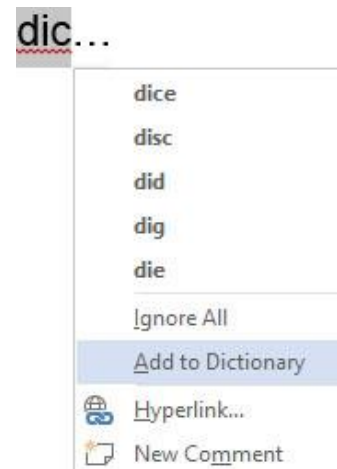 dic...
dice
disc
did
dig
die
Ignore All
Add to Dictionary
Hyperlink...
New Comment